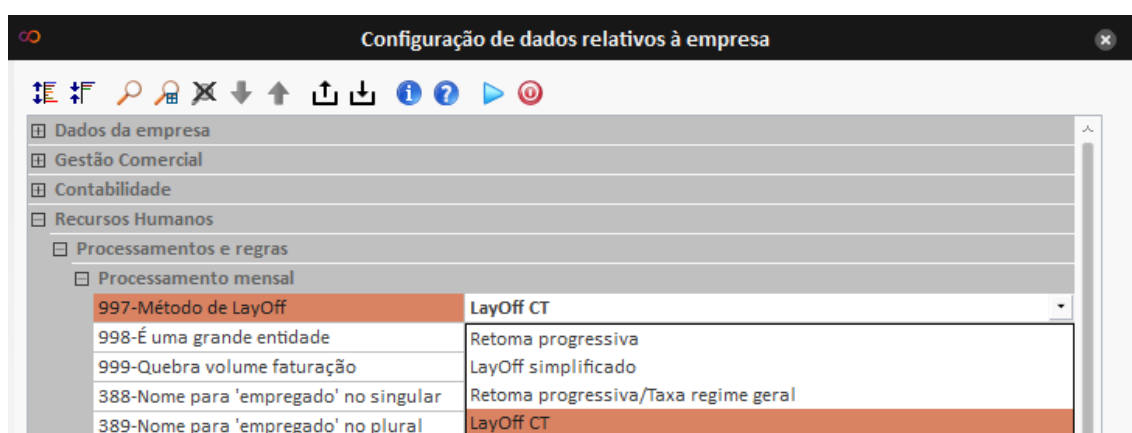 Configuração de dados relativos à empresa
Dados da empresa
Gestão Comercial
Contabilidade
Recursos Humanos
Processamentos e regras
Processamento mensal
997-Método de LayOff LayOff CT
998-É uma grande entidade Retoma progressiva
999-Quebra volume faturação LayOff simplificado
388-Nome para 'empregado' no singular Retoma progressiva/Taxa regime geral
389-Nome para 'empregado' no plural LayOff CT